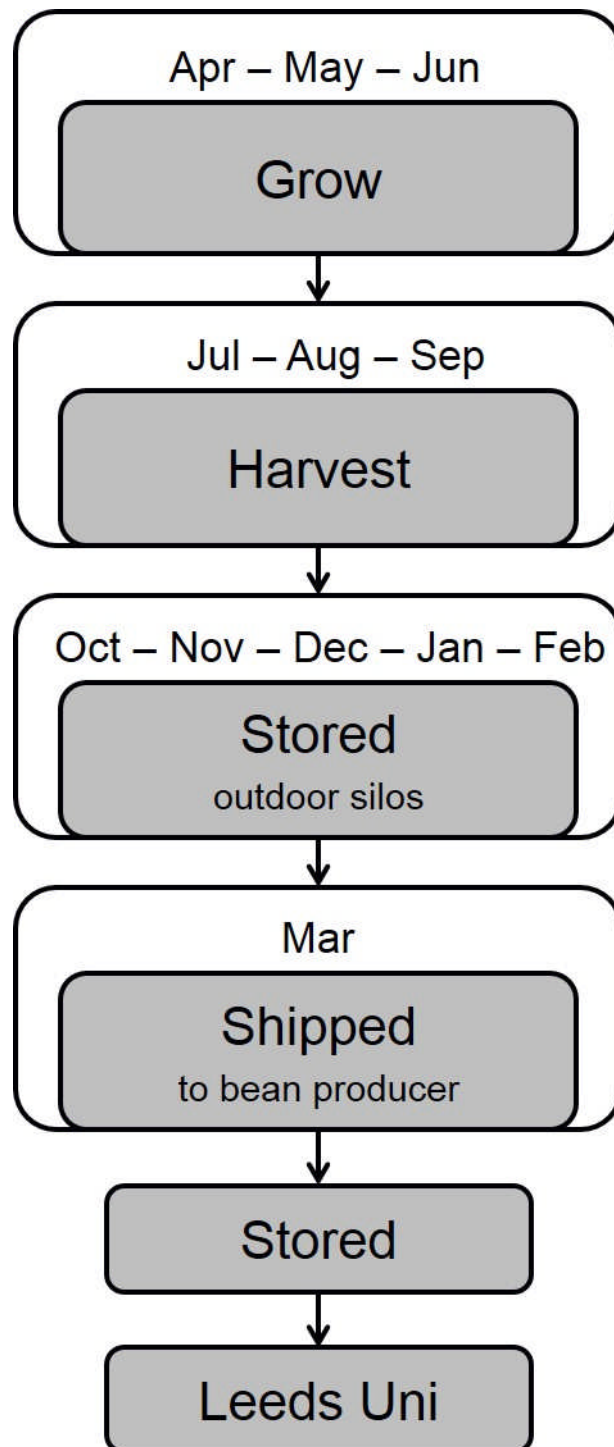 Apr – May – Jun
Grow
Jul – Aug – Sep
Harvest
Oct – Nov – Dec – Jan – Feb
Stored
outdoor silos
Mar
Shipped
to bean producer
Stored
Leeds Uni